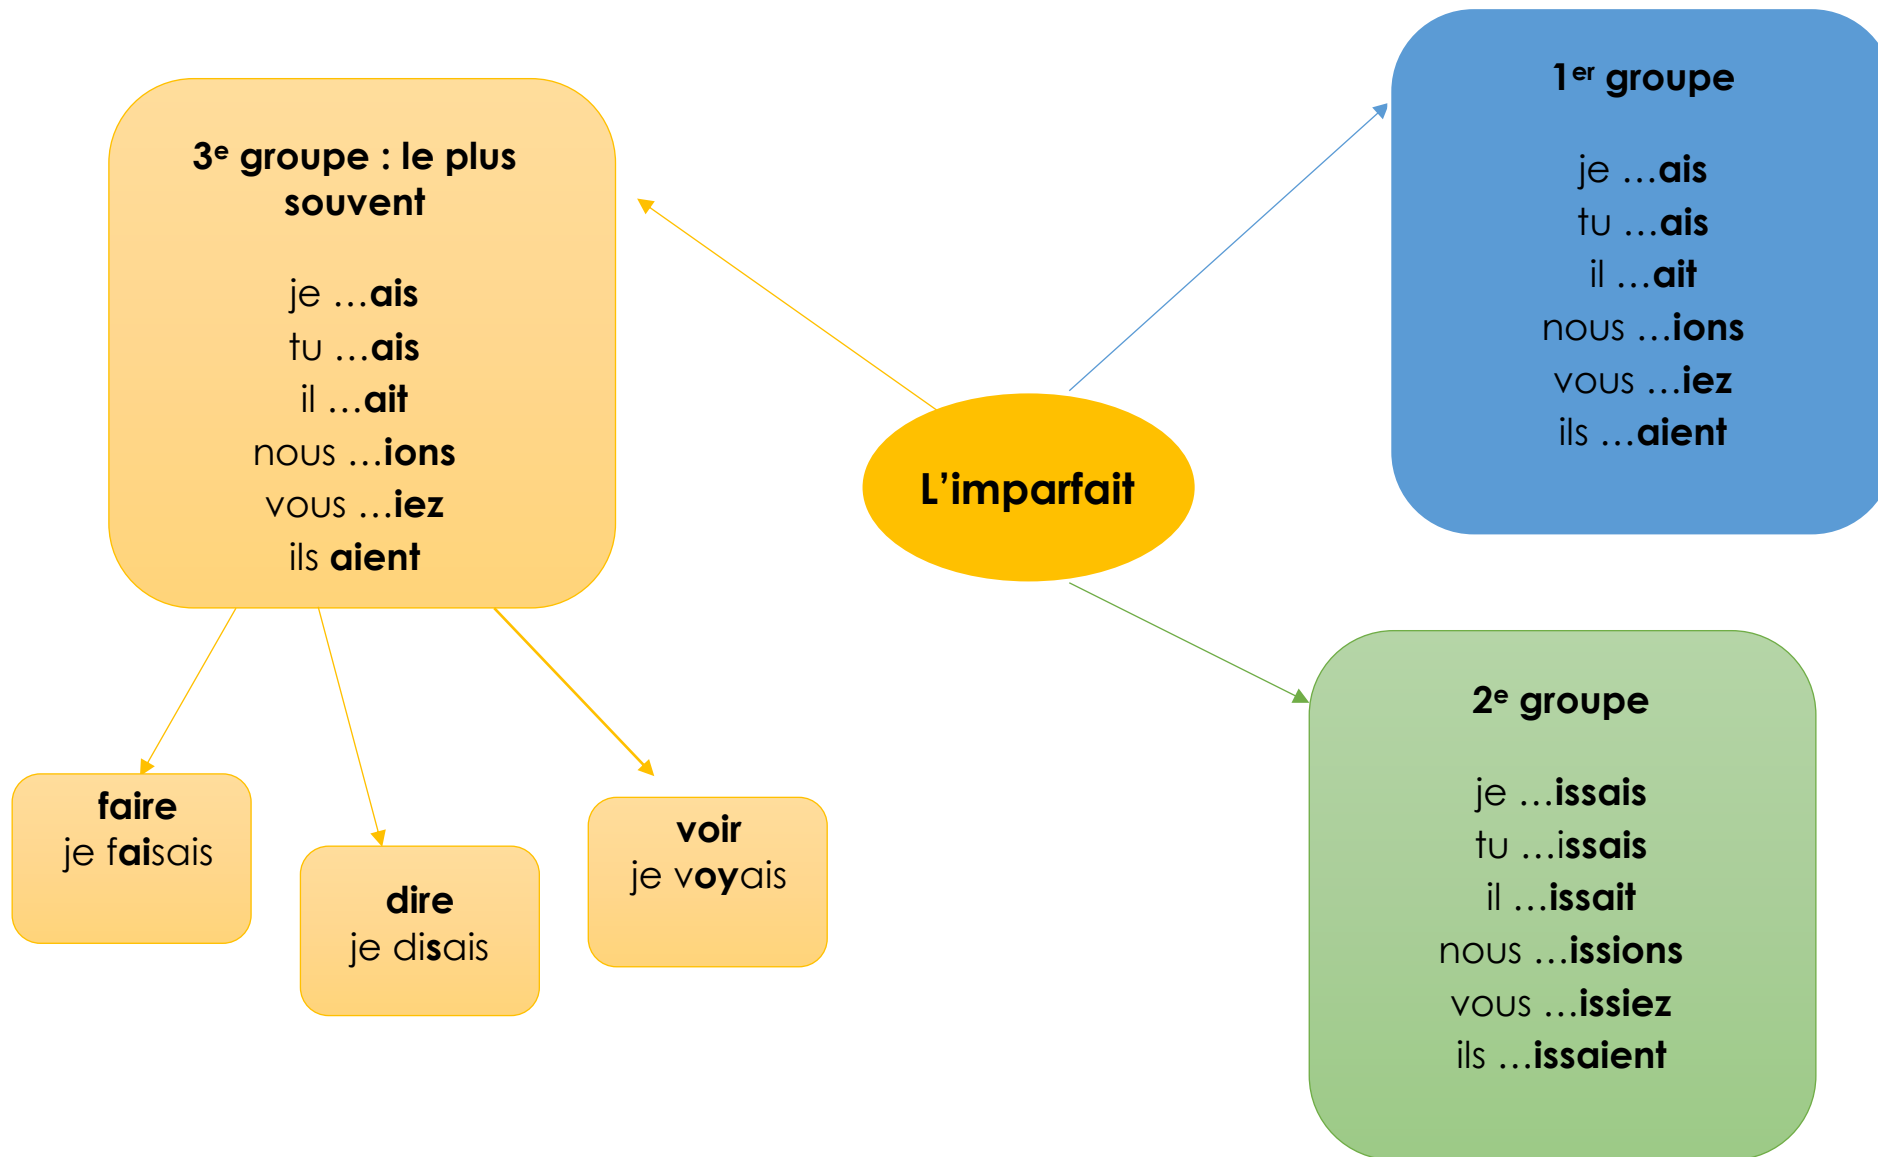 1er groupe
je …ais
tu …ais
il …ait
nous …ions
vous …iez
ils …aient
3e groupe : le plus
souvent
je …ais
tu …ais
il …ait
nous …ions
vous …iez
ils aient
L’imparfait
2e groupe
je …issais
tu …issais
il …issait
nous …issions
vous …issiez
ils …issaient
faire
je faisais
dire
je disais
voir
je voyais